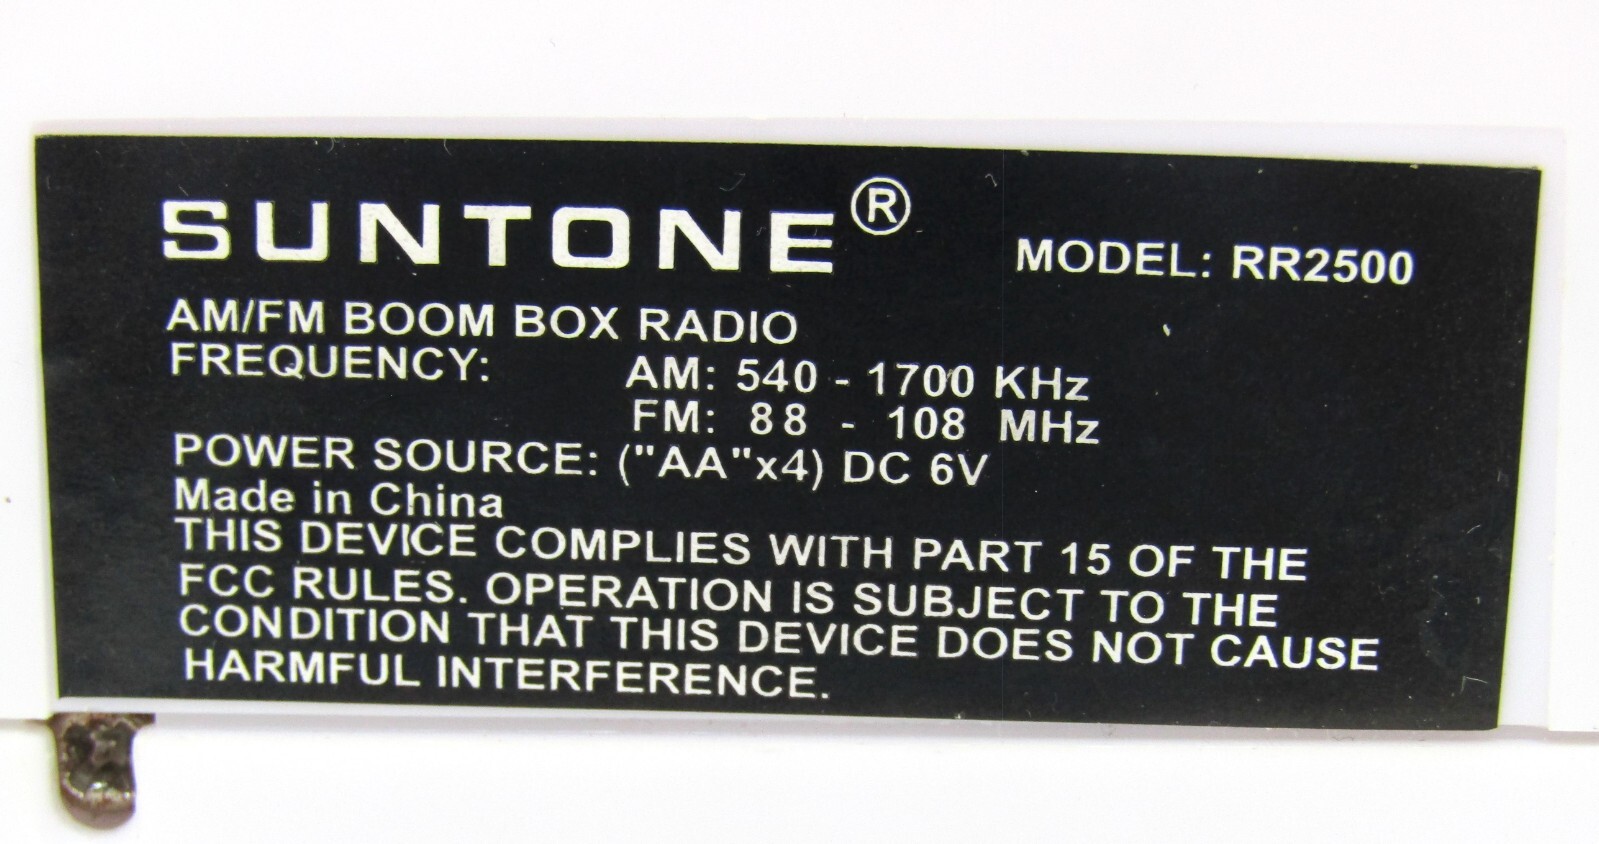 SUNTONE®
MODEL: RR2500
AM/FM BOOM BOX RADIO
FREQUENCY: AM: 540 - 1700 KHz
FM: 88 - 108 MHz
POWER SOURCE: ("AA"x4) DC 6V
Made in China
THIS DEVICE COMPLIES WITH PART 15 OF THE
FCC RULES. OPERATION IS SUBJECT TO THE
CONDITION THAT THIS DEVICE DOES NOT CAUSE
HARMFUL INTERFERENCE.